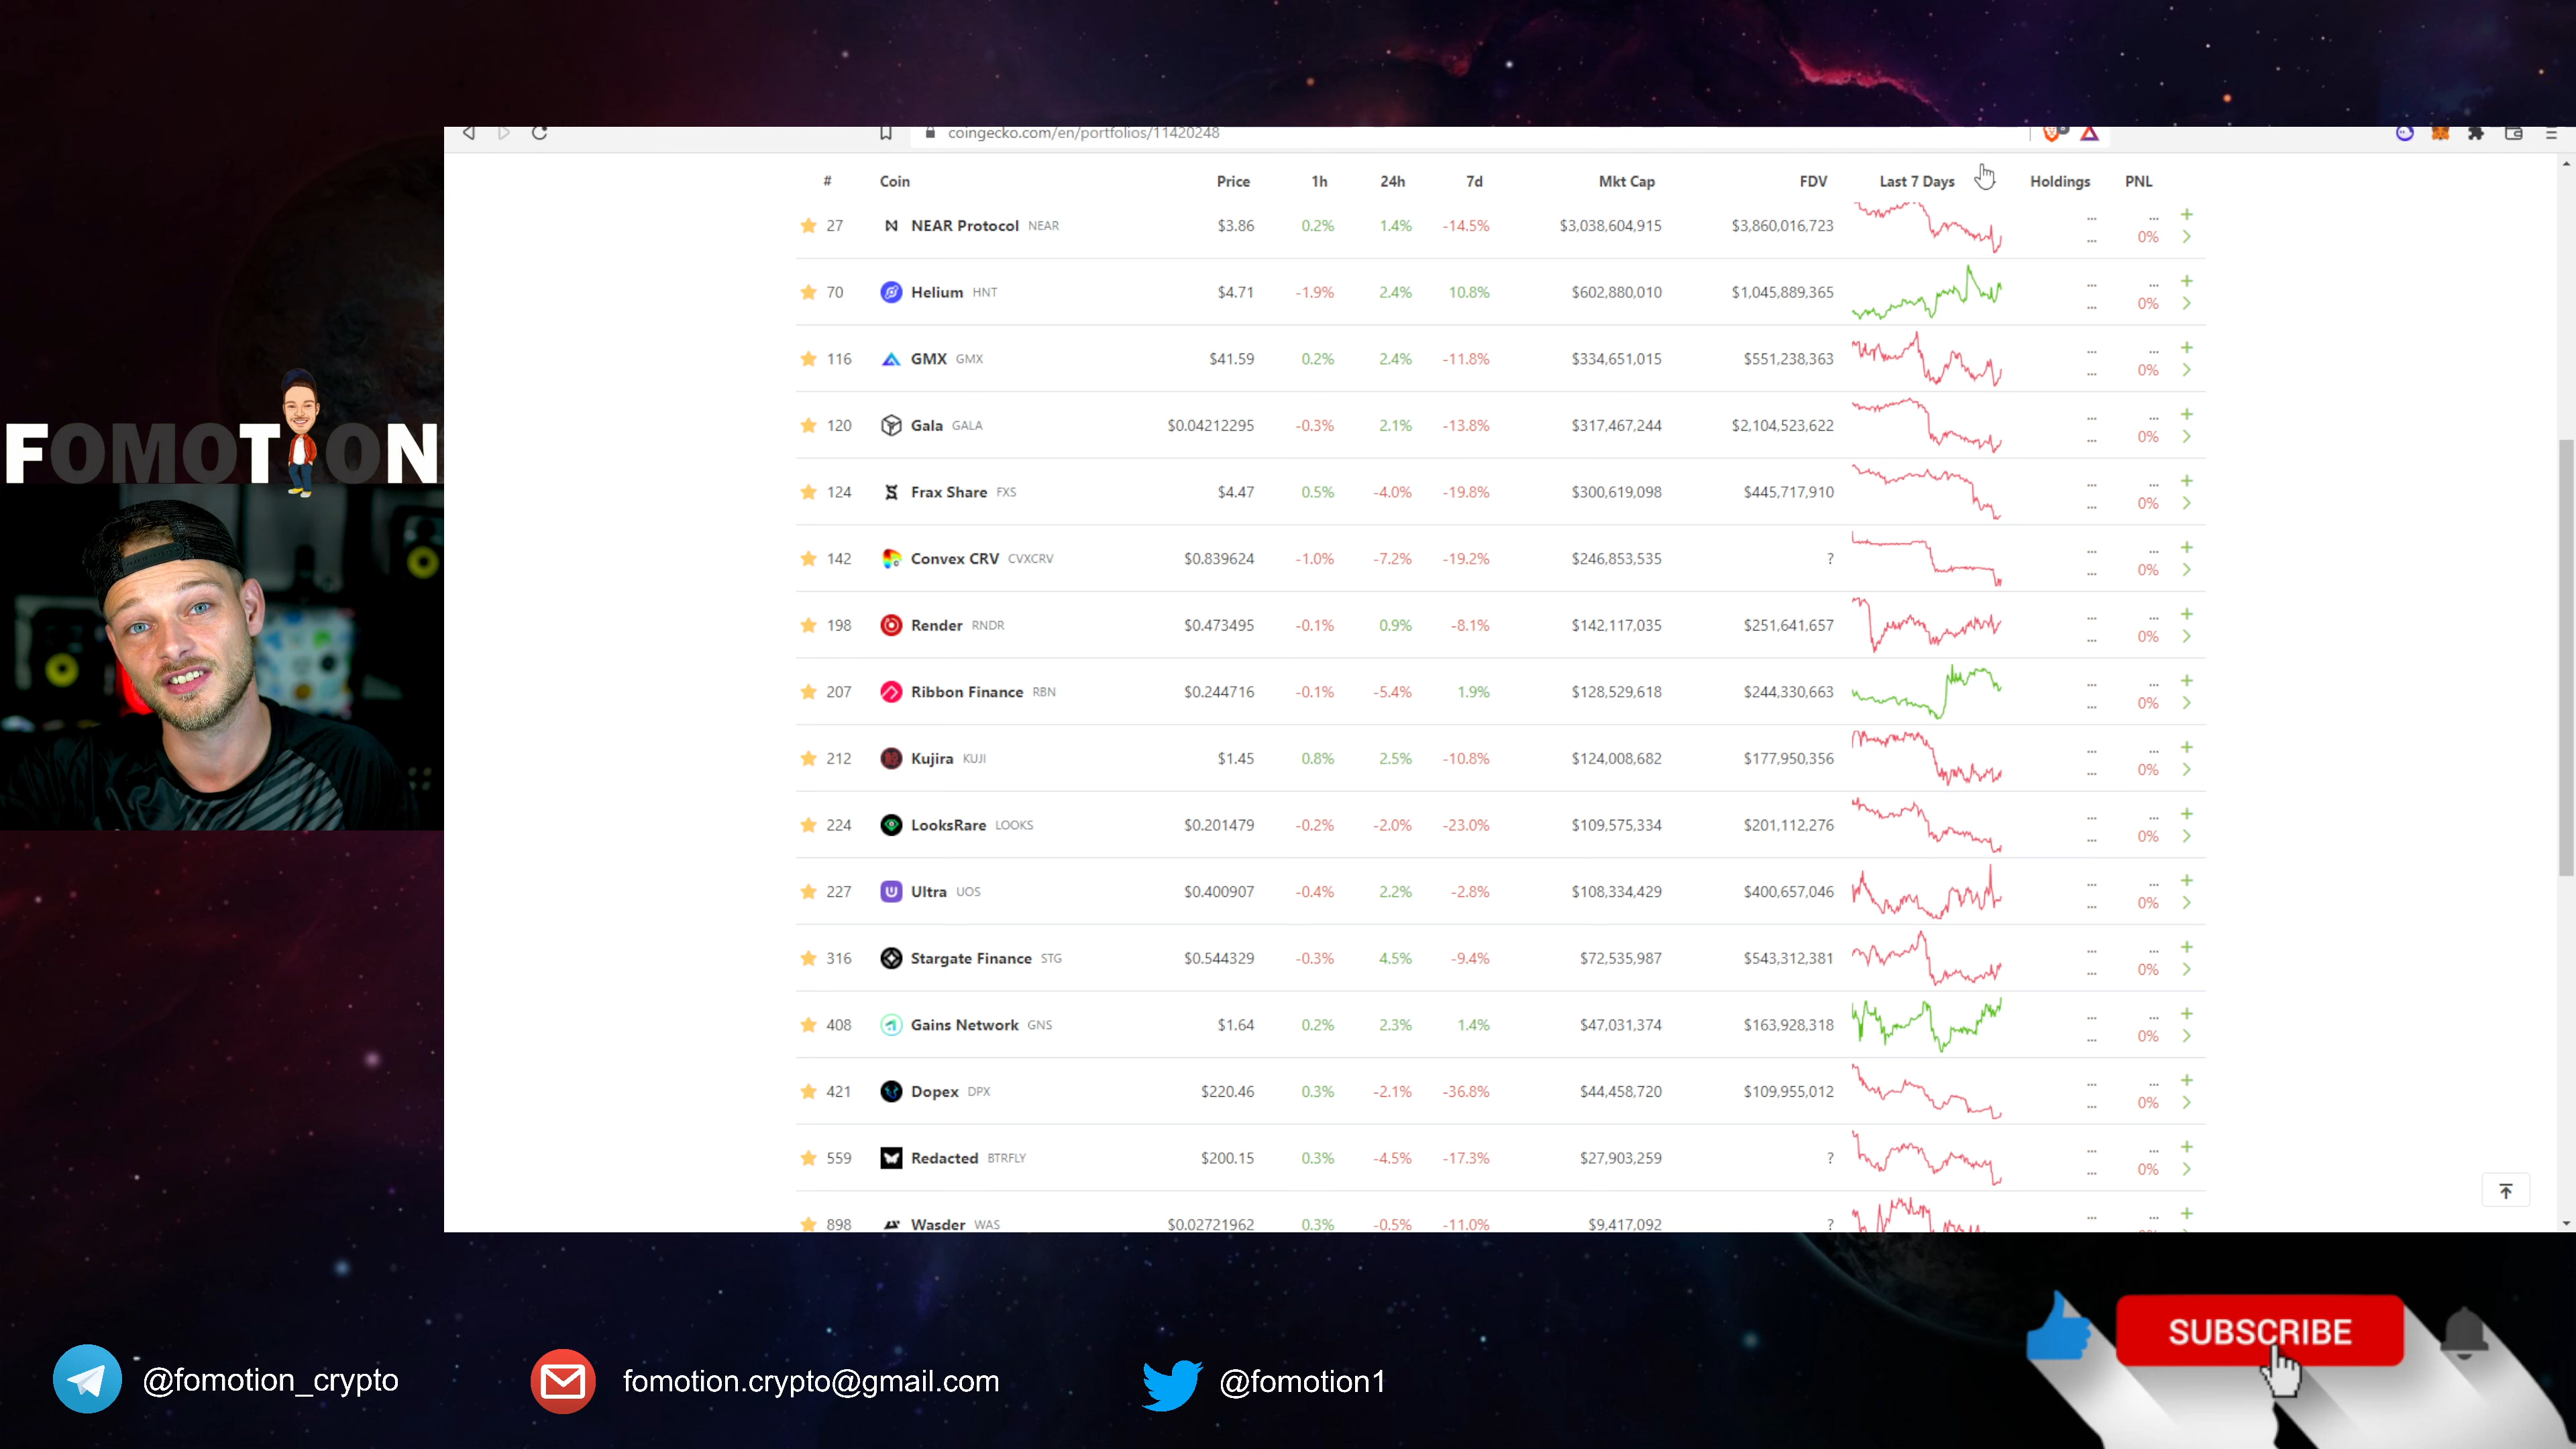 coingecko.com/en/portfolios/11420248
# Coin Price 1h 24h 7d Mkt Cap FDV Last 7 Days Holdings PNL
27 NEAR Protocol NEAR $3.86 0.2% 1.4% -14.5% $3,038,604,915 $3,860,016,723 ... ... +
... 0%
70 Helium HNT $4.71 -1.9% 2.4% 10.8% $602,880,010 $1,045,889,365 ... ... +
... 0%
116 GMX GMX $41.59 0.2% 2.4% -11.8% $334,651,015 $551,238,363 ... ... +
... 0%
120 Gala GALA $0.04212295 -0.3% 2.1% -13.8% $317,467,244 $2,104,523,622 ... ... +
... 0%
124 Frax Share FXS $4.47 0.5% -4.0% -19.8% $300,619,098 $445,717,910 ... ... +
... 0%
142 Convex CRV CVXCRV $0.839624 -1.0% -7.2% -19.2% $246,853,535 ? ... ... +
... 0%
198 Render RNDR $0.473495 -0.1% 0.9% -8.1% $142,117,035 $251,641,657 ... ... +
... 0%
207 Ribbon Finance RBN $0.244716 -0.1% -5.4% 1.9% $128,529,618 $244,330,663 ... ... +
... 0%
212 Kujira KUJI $1.45 0.8% 2.5% -10.8% $124,008,682 $177,950,356 ... ... +
... 0%
224 LooksRare LOOKS $0.201479 -0.2% -2.0% -23.0% $109,575,334 $201,112,276 ... ... +
... 0%
227 Ultra UOS $0.400907 -0.4% 2.2% -2.8% $108,334,429 $400,657,046 ... ... +
... 0%
316 Stargate Finance STG $0.544329 -0.3% 4.5% -9.4% $72,535,987 $543,312,381 ... ... +
... 0%
408 Gains Network GNS $1.64 0.2% 2.3% 1.4% $47,031,374 $163,928,318 ... ... +
... 0%
421 Dopex DPX $220.46 0.3% -2.1% -36.8% $44,458,720 $109,955,012 ... ... +
... 0%
559 Redacted BTRFLY $200.15 0.3% -4.5% -17.3% $27,903,259 ? ... ... +
... 0%
898 Wasder WAS $0.02721962 0.3% -0.5% -11.0% $9,417,092 ? ... ... +
FOMOTION
@fomotion_crypto
fomotion.crypto@gmail.com
@fomotion1
SUBSCRIBE